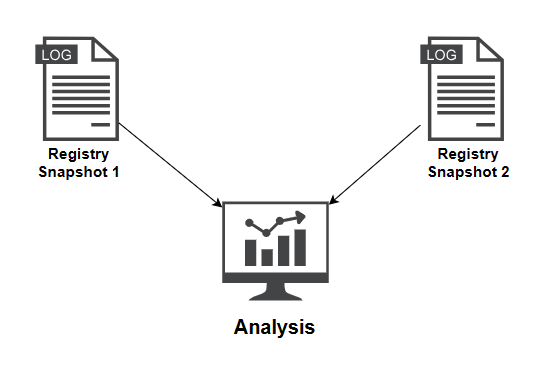 LOG
Registry
Snapshot 1
LOG
Registry
Snapshot 2
Analysis